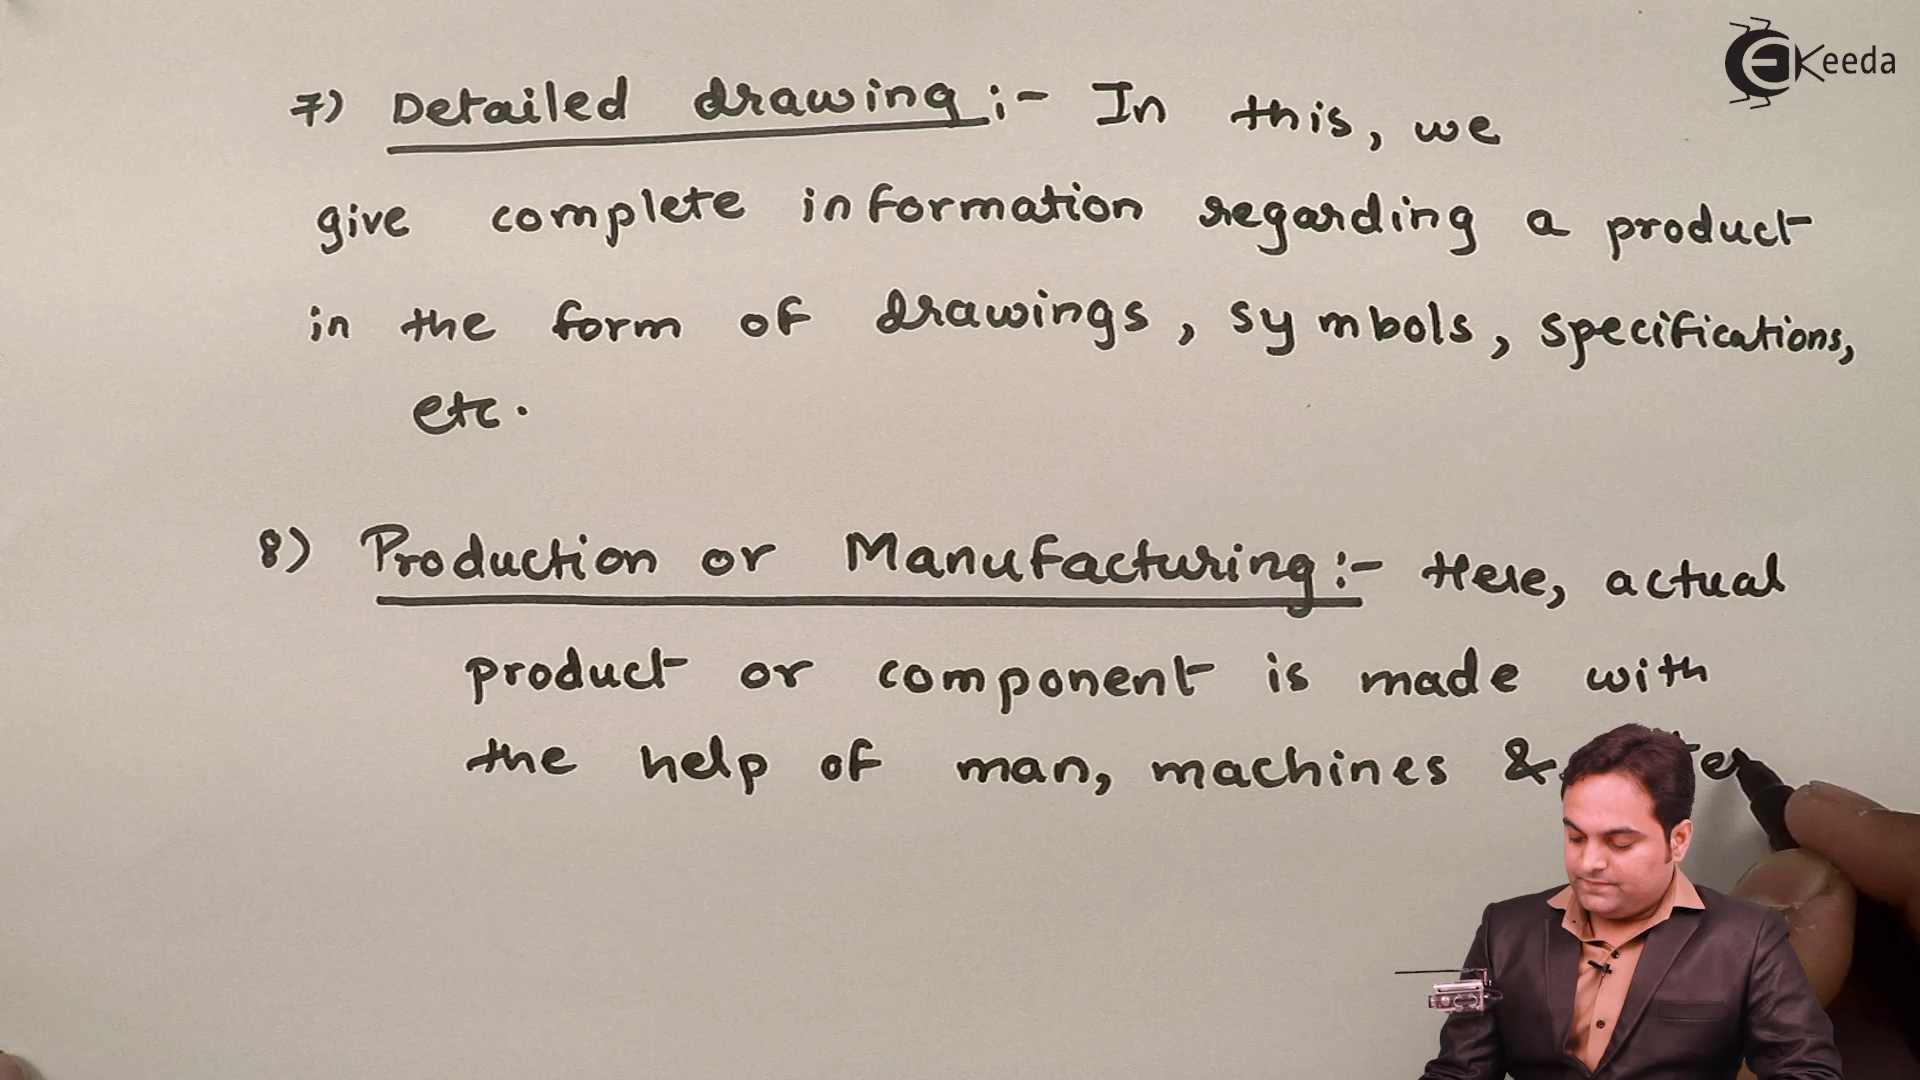 Keeda
7) Detailed drawing :- In this, we
give complete information regarding a product
in the form of drawings, symbols, specifications,
etc.
8) Production or Manufacturing :- Here, actual
product or component is made with
the help of man, machines &